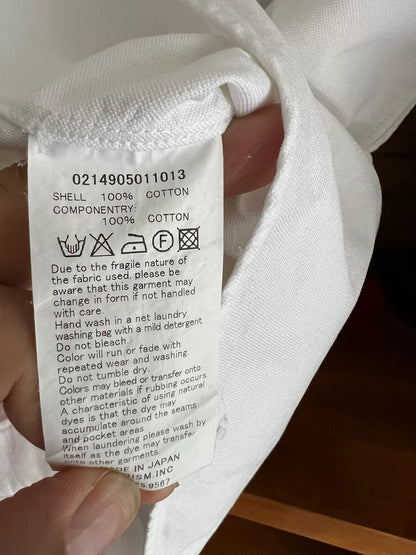 0214905011013
SHELL 100% COTTON
COMPONENTRY:
100% COTTON
F
Due to the fragile nature of
the fabric used, please be
aware that this garment may
change in form if not handled
with care
Hand wash in a net laundry
washing bag with a mild detergent
Do not bleach.
Color will run or fade with
repeated wear and washing
Do not tumble dry.
Colors may bleed or transfer onto
other materials if rubbing occurs
A characteristic of using natural
dyes is that the dye may
accumulate around the seams
and pocket areas
When laundering please wash by
itself as the dye may transfer
onto other garments
IN JAPAN
ISM.INC
5.9567